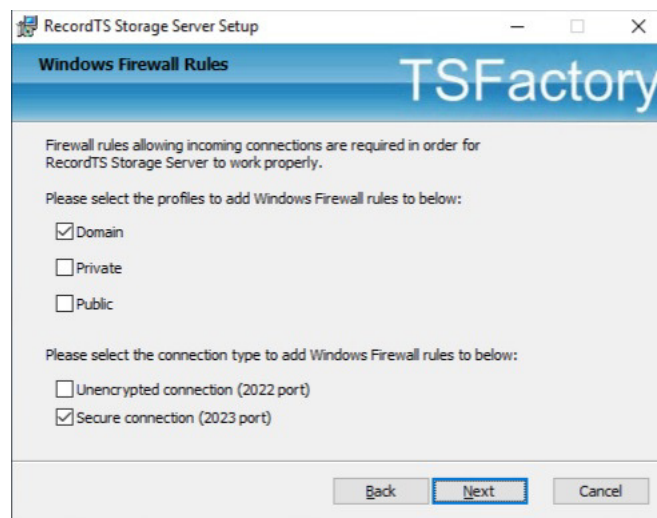 RecordTS Storage Server Setup
Windows Firewall Rules
TSFactory
Firewall rules allowing incoming connections are required in order for
RecordTS Storage Server to work properly.
Please select the profiles to add Windows Firewall rules to below:
Domain
Private
Public
Please select the connection type to add Windows Firewall rules to below:
Unencrypted connection (2022 port)
Secure connection (2023 port)
Back
Next
Cancel